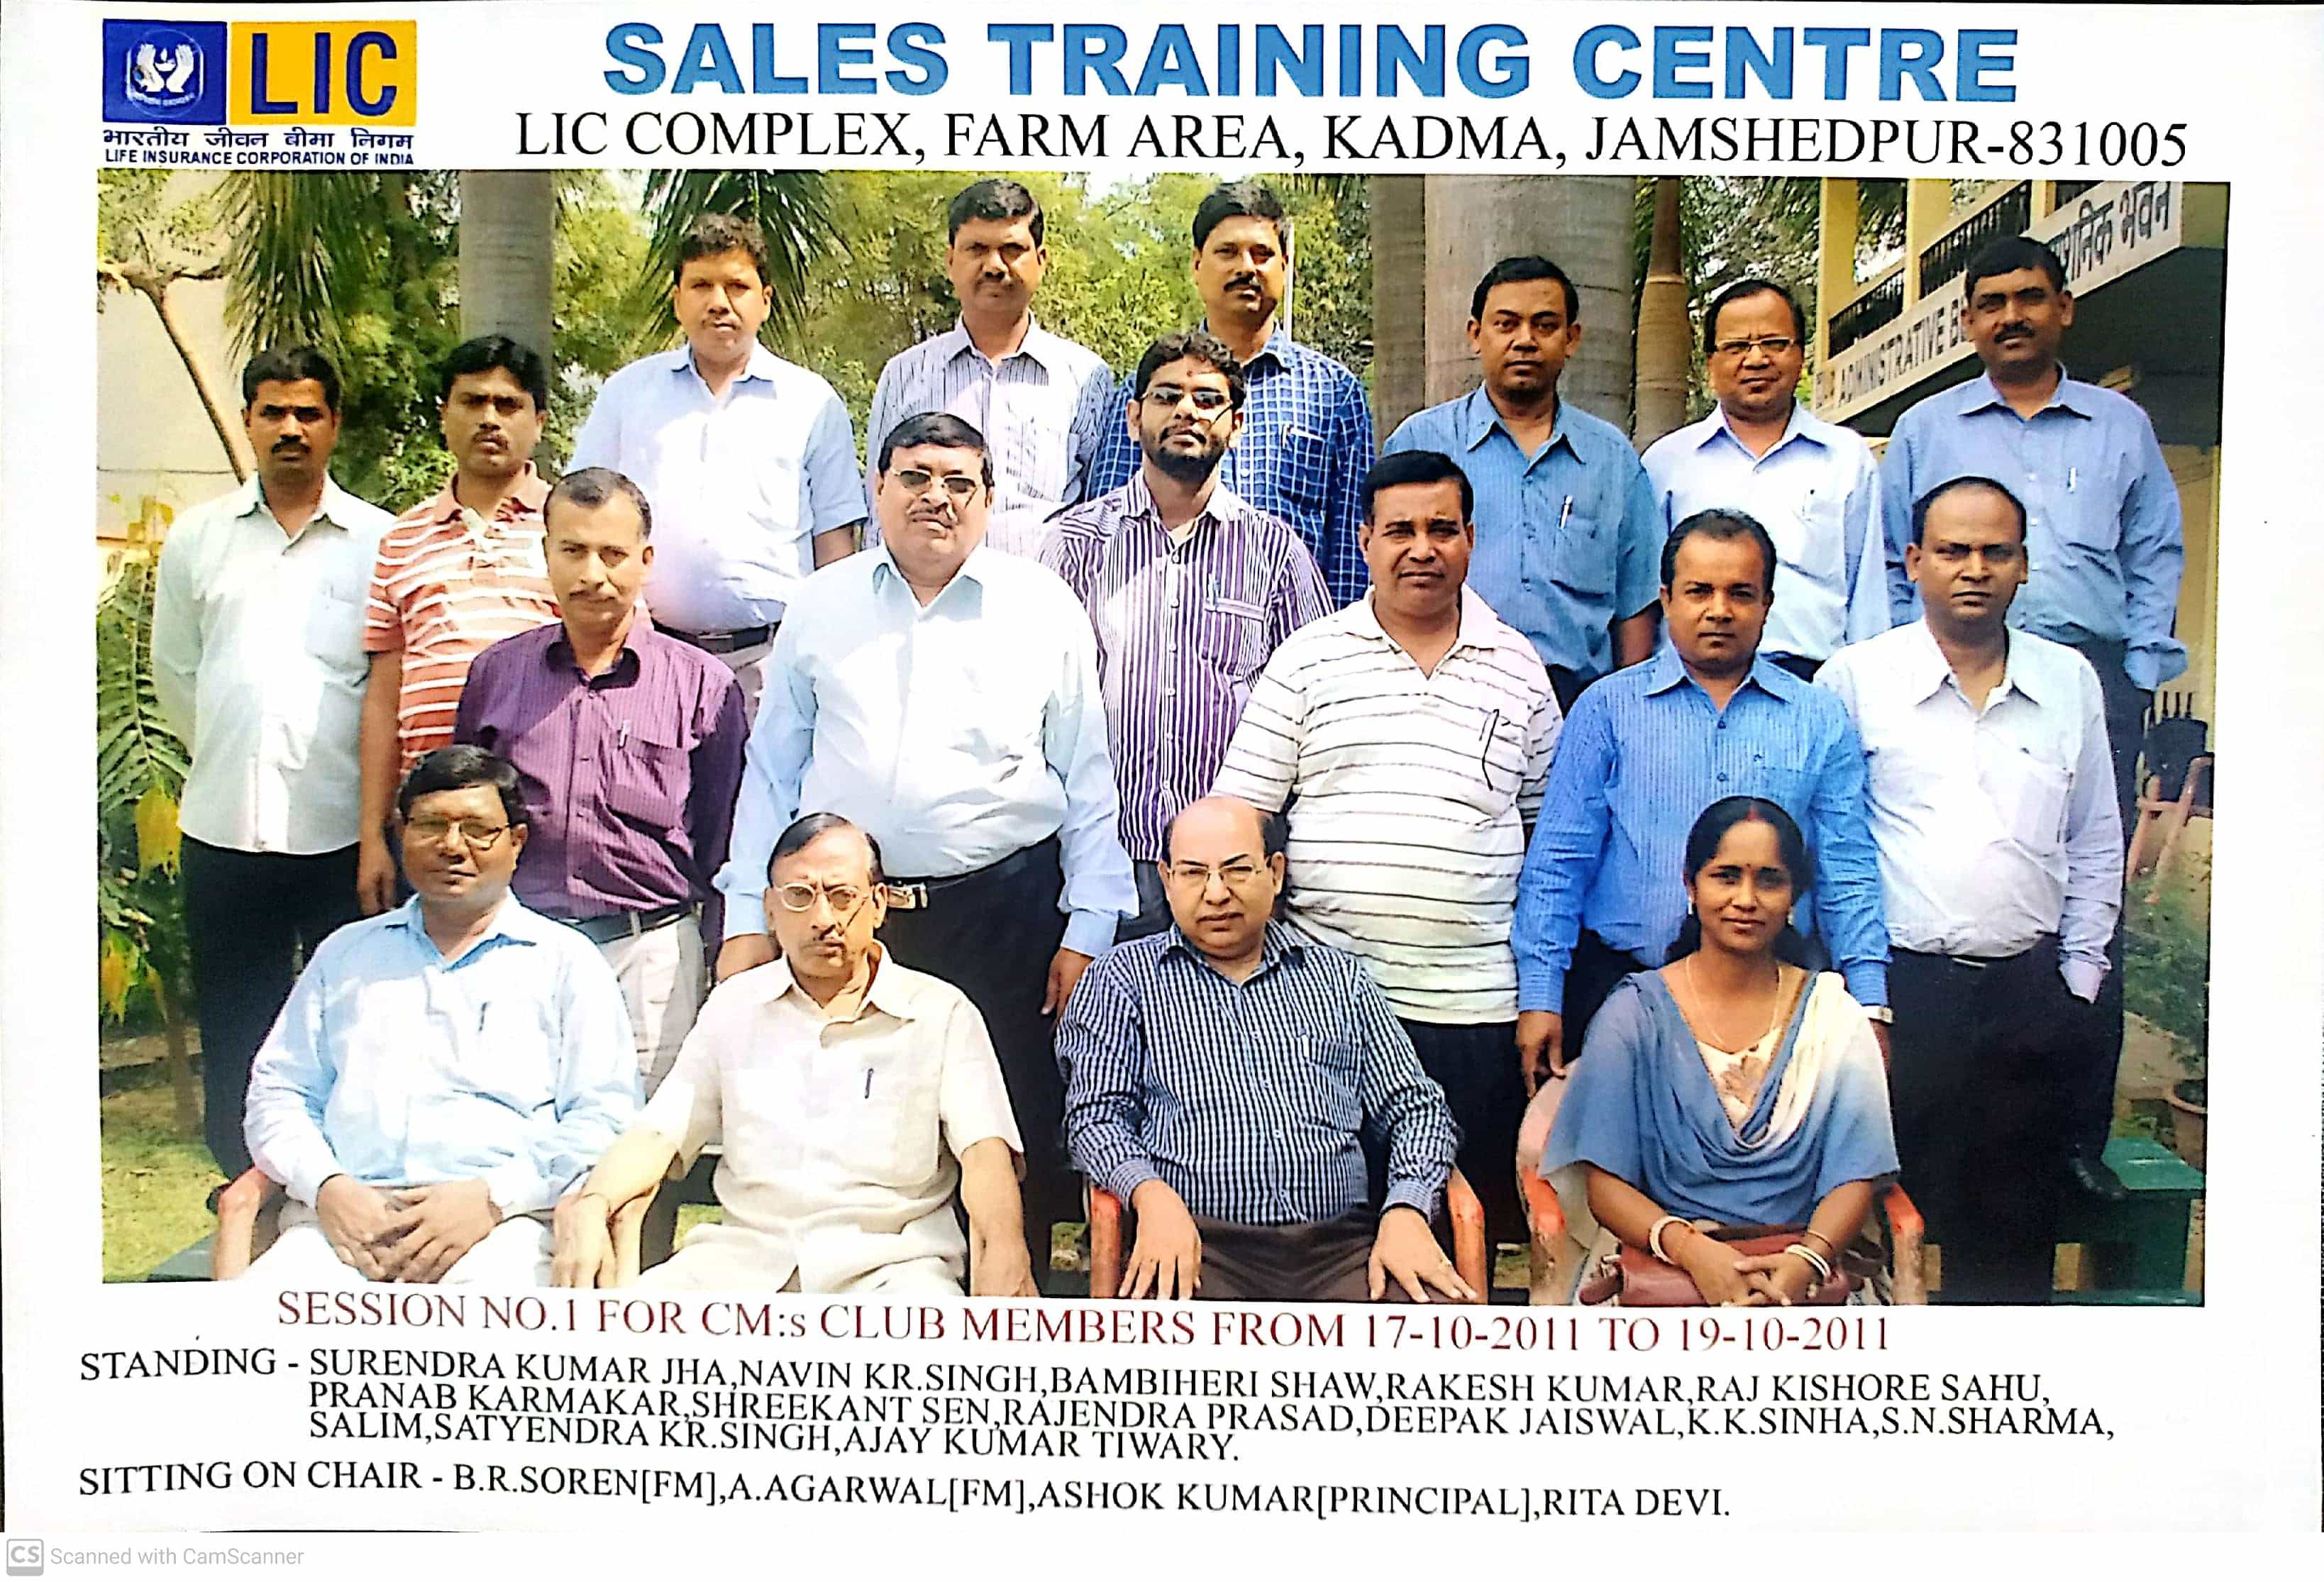 LIC
भारतीय जीवन बीमा निगम
LIFE INSURANCE CORPORATION OF INDIA
SALES TRAINING CENTRE
LIC COMPLEX, FARM AREA, KADMA, JAMSHEDPUR-831005
भवन
ADMINISTRATIVE
SESSION NO.1 FOR CM:s CLUB MEMBERS FROM 17-10-2011 TO 19-10-2011
STANDING - SURENDRA KUMAR JHA,NAVIN KR.SINGH,BAMBIHERI SHAW,RAKESH KUMAR,RAJ KISHORE SAHU,
PRANAB KARMAKAR,SHREEKANT SEN,RAJENDRA PRASAD,DEEPAK JAISWAL,K.K.SINHA,S.N.SHARMA,
SALIM,SATYENDRA KR.SINGH,AJAY KUMAR TIWARY.
SITTING ON CHAIR - B.R.SOREN[FM],A.AGARWAL[FM],ASHOK KUMAR[PRINCIPAL],RITA DEVI.
CS Scanned with CamScanner